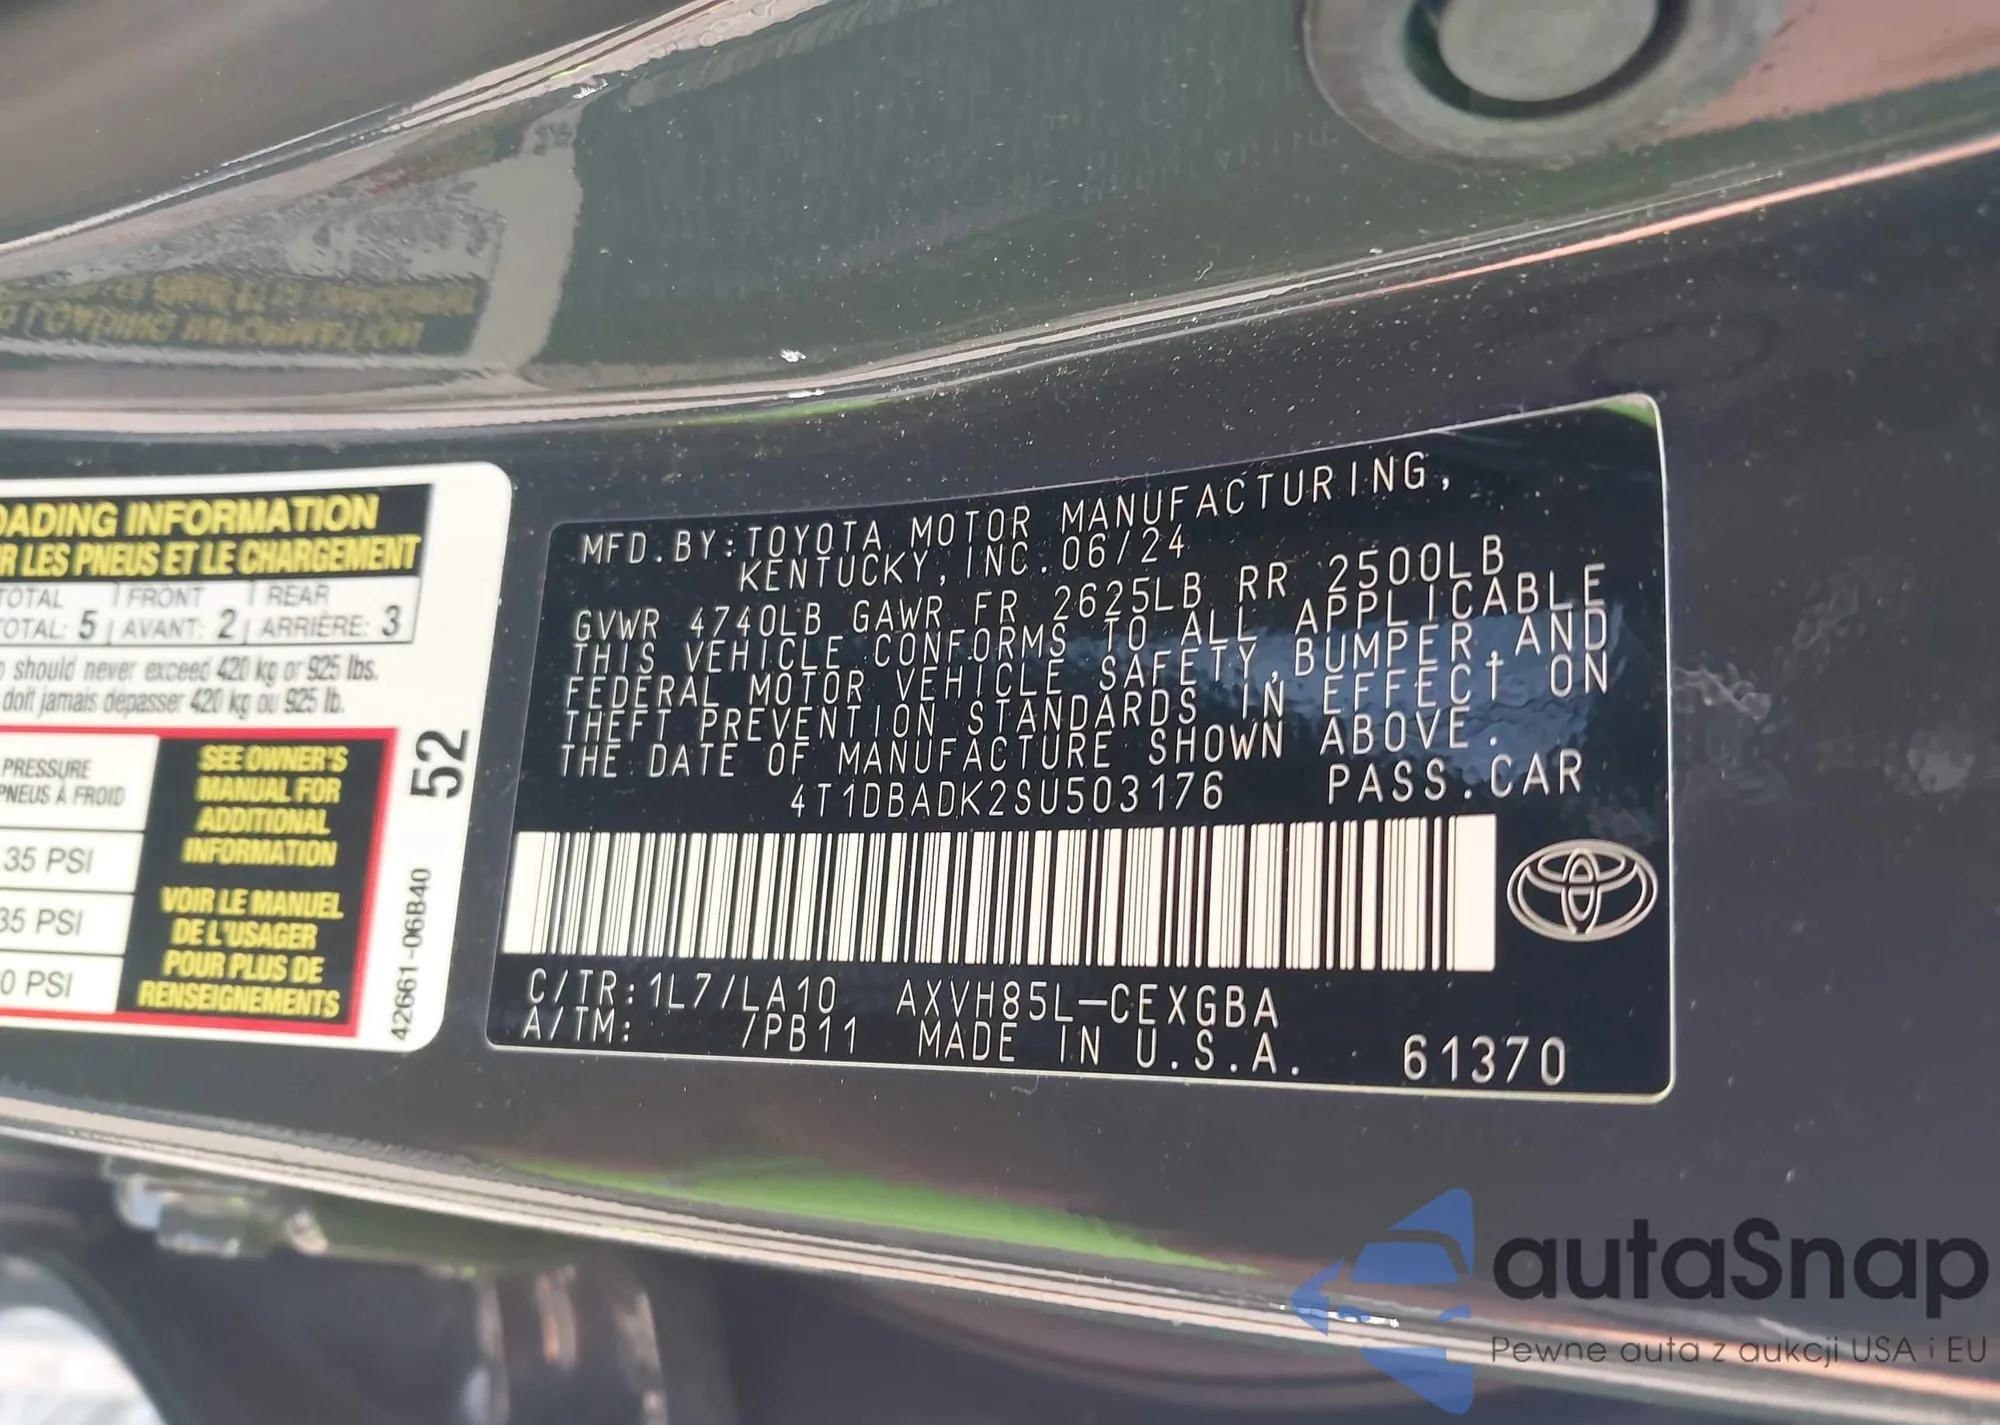 OADING INFORMATION
R LES PNEUS ET LE CHARGEMENT
TOTAL FRONT REAR
TOTAL: 5 AVANT: 2 ARRIÈRE: 3
should never exceed 420 kg or 925 lbs.
doit jamais dépasser 420 kg ou 925 lb.
PRESSURE
PNEUS À FROID
35 PSI
35 PSI
0 PSI
SEE OWNER'S
MANUAL FOR
ADDITIONAL
INFORMATION
VOIR LE MANUEL
DE L'USAGER
POUR PLUS DE
RENSEIGNEMENTS
52
42661-06B40
MFD.BY:TOYOTA MOTOR MANUFACTURING,
KENTUCKY, INC. 06/24
GVWR 4740LB GAWR FR 2625LB RR 2500LB
THIS VEHICLE CONFORMS TO ALL APPLICABLE
FEDERAL MOTOR VEHICLE SAFETY,BUMPER,AND
THEFT PREVENTION STANDARDS IN EFFECT ON
THE DATE OF MANUFACTURE SHOWN ABOVE.
4T1DBADK2SU503176 PASS.CAR
C/TR:1L7/LA10 AXVH85L-CEXGBA
A/TM: /PB11 MADE IN U.S.A. 61370
autaSnap
Pewne auta z aukcji USA i EU